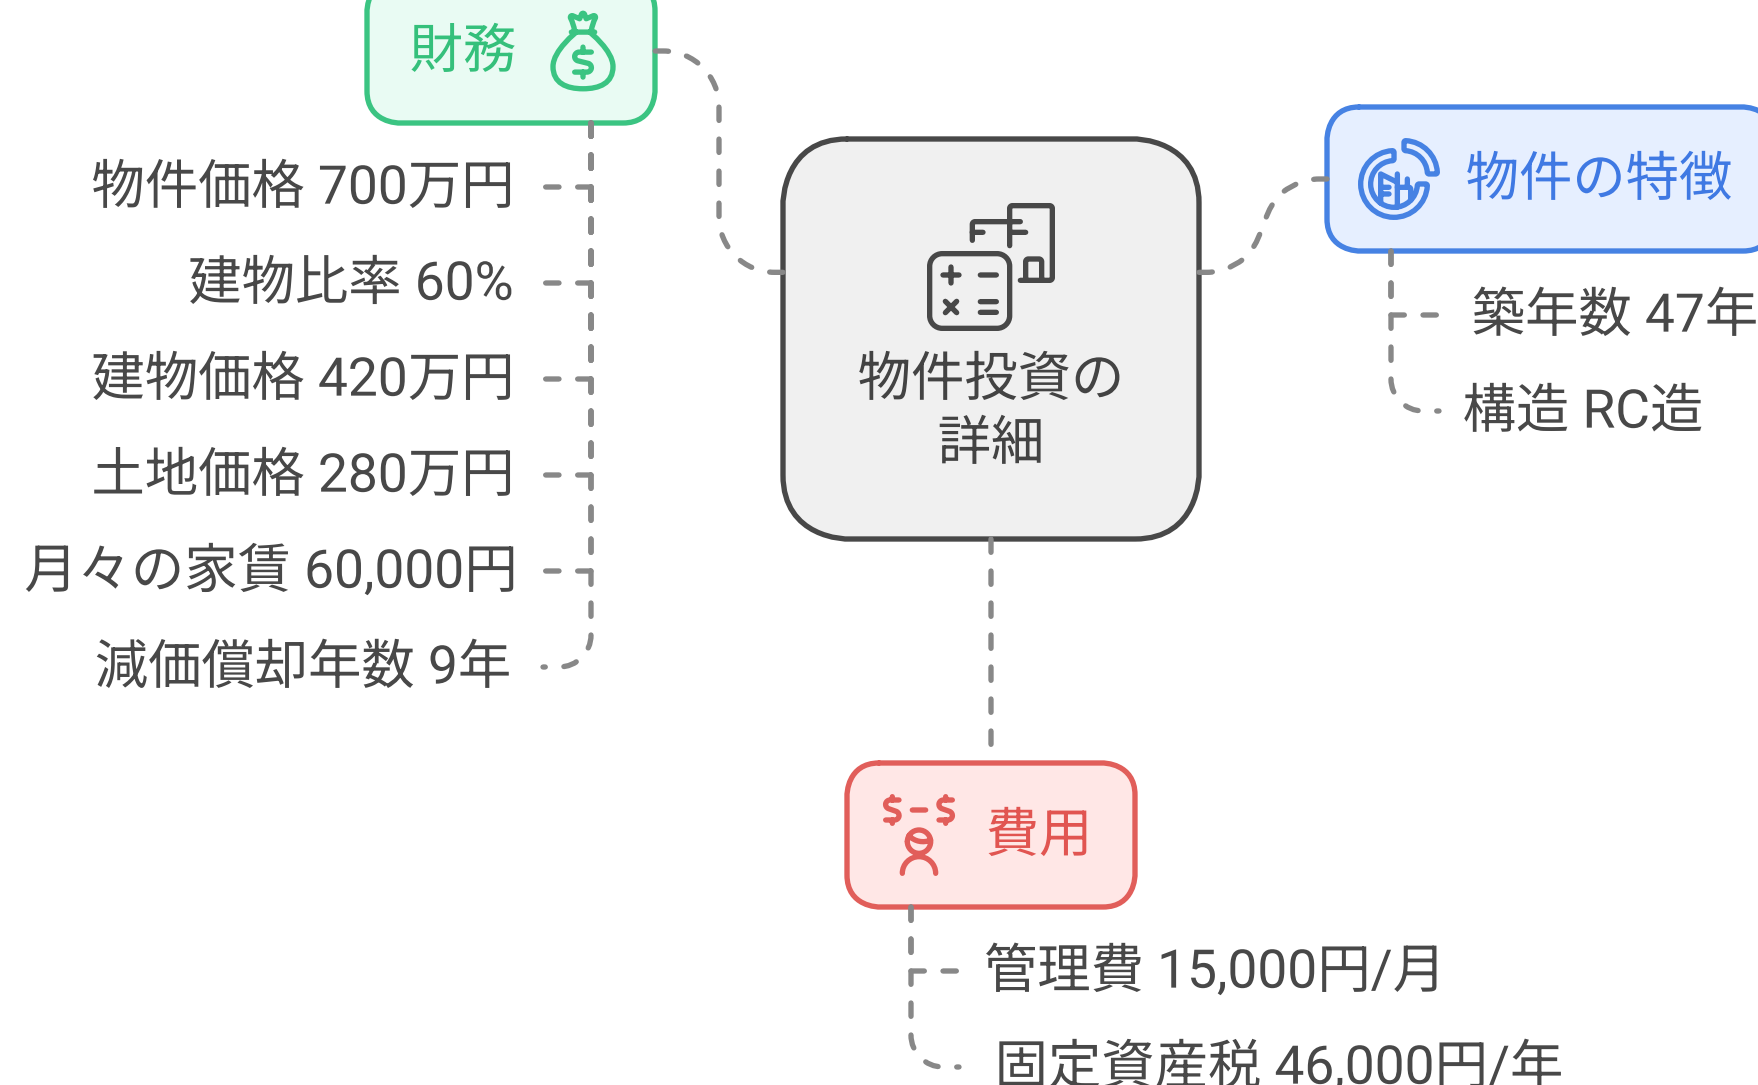 財務
物件価格 700万円
建物比率 60%
建物価格 420万円
土地価格 280万円
月々の家賃 60,000円
減価償却年数 9年
物件投資の
詳細
物件の特徴
築年数 47年
構造 RC造
費用
管理費 15,000円/月
固定資産税 46,000円/年